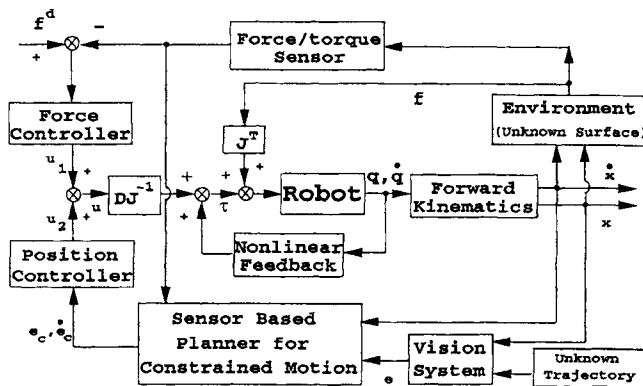 f^d
+
-
Force/torque
Sensor
f
Environment
(Unknown Surface)
Force
Controller
J^T
u_1
+
u
+
u_2
DJ^-1
+
+
+
τ
+
Robot
q, q̇
Forward
Kinematics
ẋ
x
Nonlinear
Feedback
Position
Controller
e_c, ė_c
Sensor Based
Planner for
Constrained Motion
e
Vision
System
Unknown
Trajectory